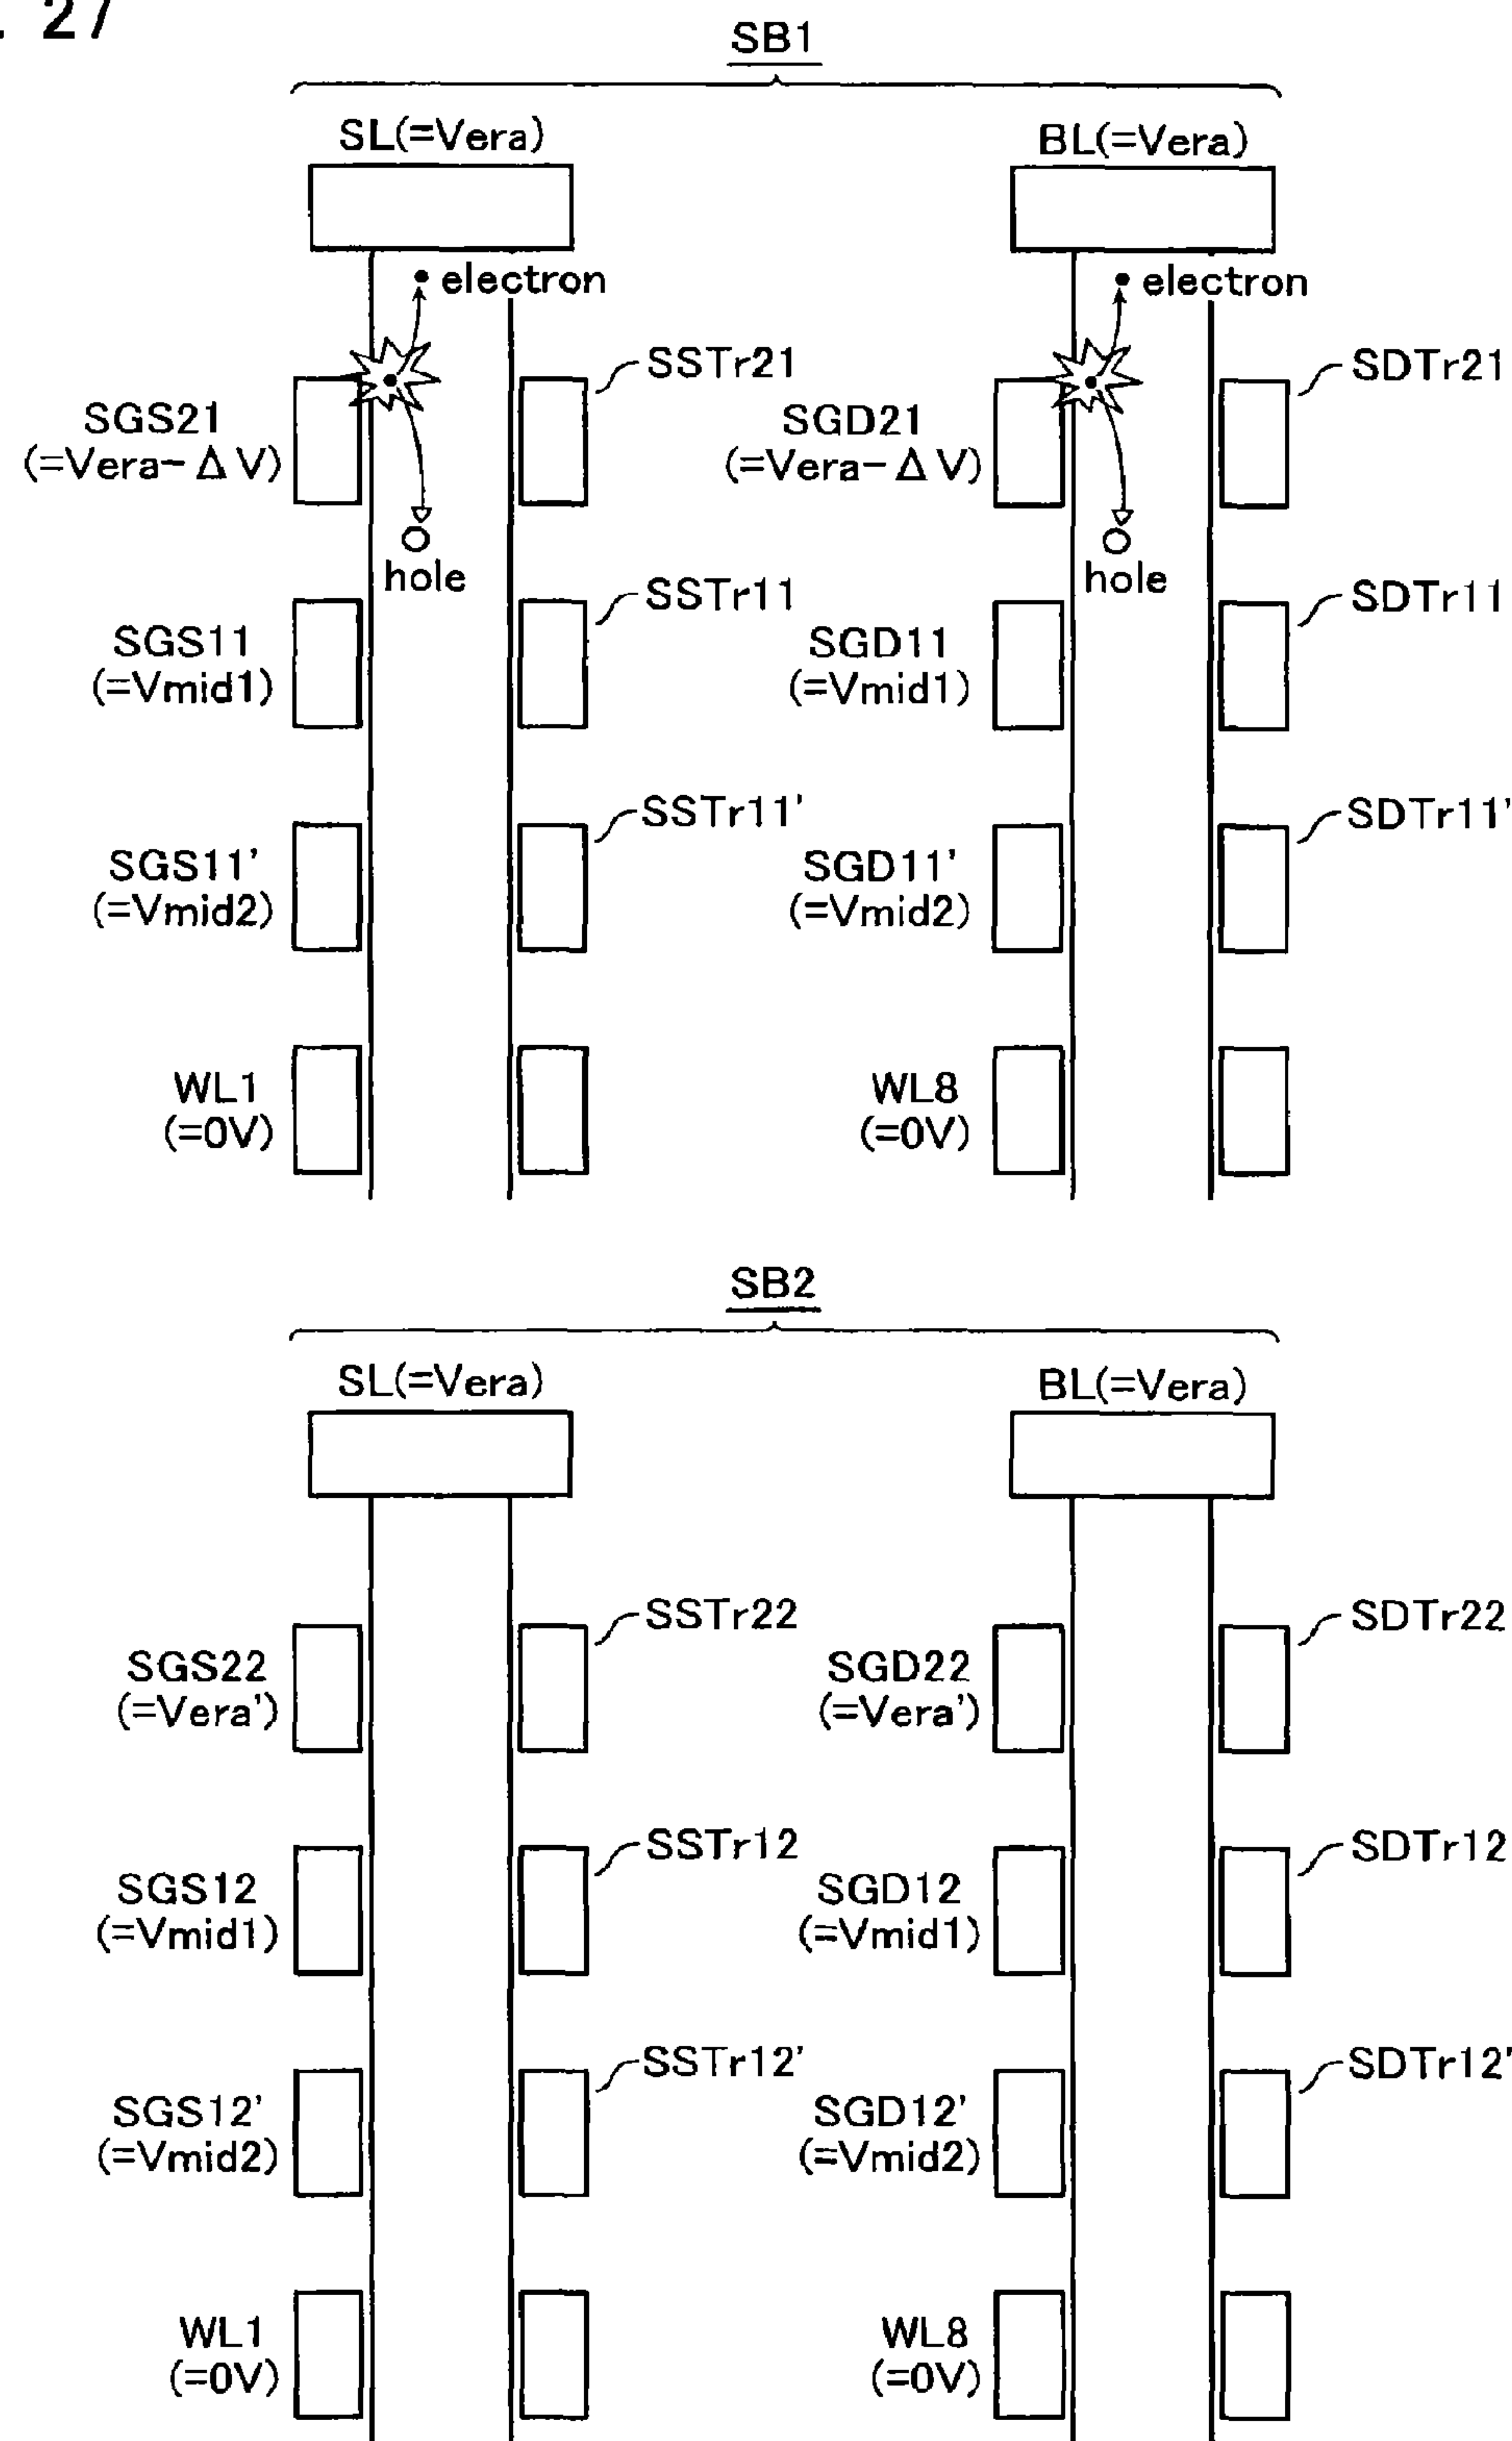 . 27
SB1
SL(=Vera)
BL(=Vera)
electron
electron
SSTr21
SDTr21
SGS21
(=Vera-ΔV)
SGD21
(=Vera-ΔV)
hole
hole
SSTr11
SDTr11
SGS11
(=Vmid1)
SGD11
(=Vmid1)
SSTr11'
SDTr11'
SGS11'
(=Vmid2)
SGD11'
(=Vmid2)
WL1
(=0V)
WL8
(=0V)
SB2
SL(=Vera)
BL(=Vera)
SSTr22
SDTr22
SGS22
(=Vera')
SGD22
(=Vera')
SSTr12
SDTr12
SGS12
(=Vmid1)
SGD12
(=Vmid1)
SSTr12'
SDTr12'
SGS12'
(=Vmid2)
SGD12'
(=Vmid2)
WL1
(=0V)
WL8
(=0V)